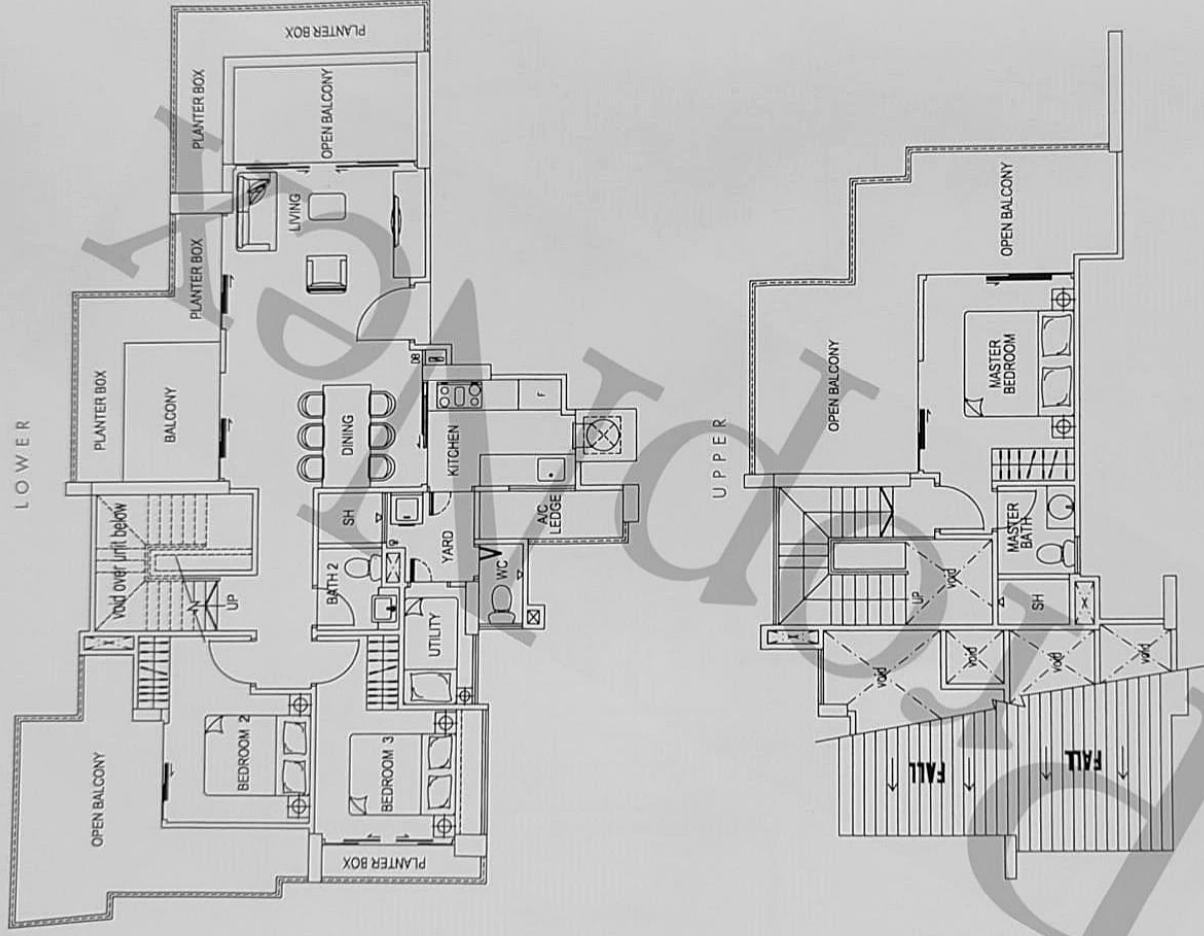 LOWER
PLANTER BOX
PLANTER BOX
OPEN BALCONY
LIVING
PLANTER BOX
PLANTER BOX
BALCONY
DB
DINING
KITCHEN
F
Void over unit below
UP
SH
BATH 2
YARD
A/C
LEDGE
WC
UTILITY
OPEN BALCONY
BEDROOM 2
BEDROOM 3
PLANTER BOX
UPPER
OPEN BALCONY
OPEN BALCONY
MASTER
BEDROOM
MASTER
BATH
UP
void
SH
void
void
void
void
FALL
FALL
PropNex